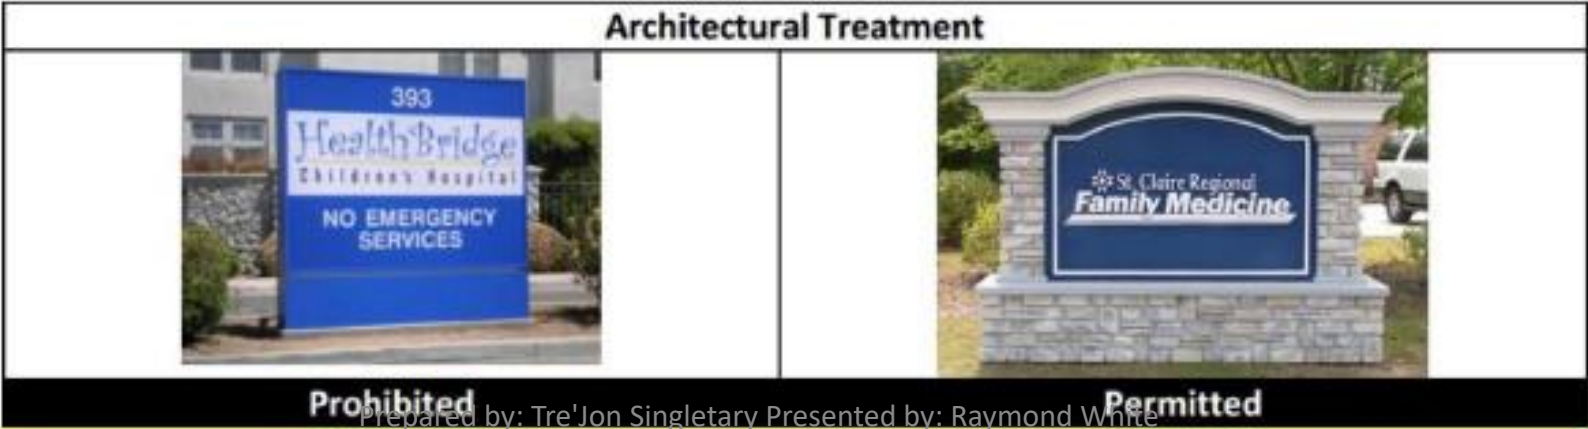 Architectural Treatment
393
HealthBridge
Children's Hospital
NO EMERGENCY
SERVICES
St. Claire Regional
Family Medicine
Prohibited
Permitted
Prepared by: Tre'Jon Singletary Presented by: Raymond White